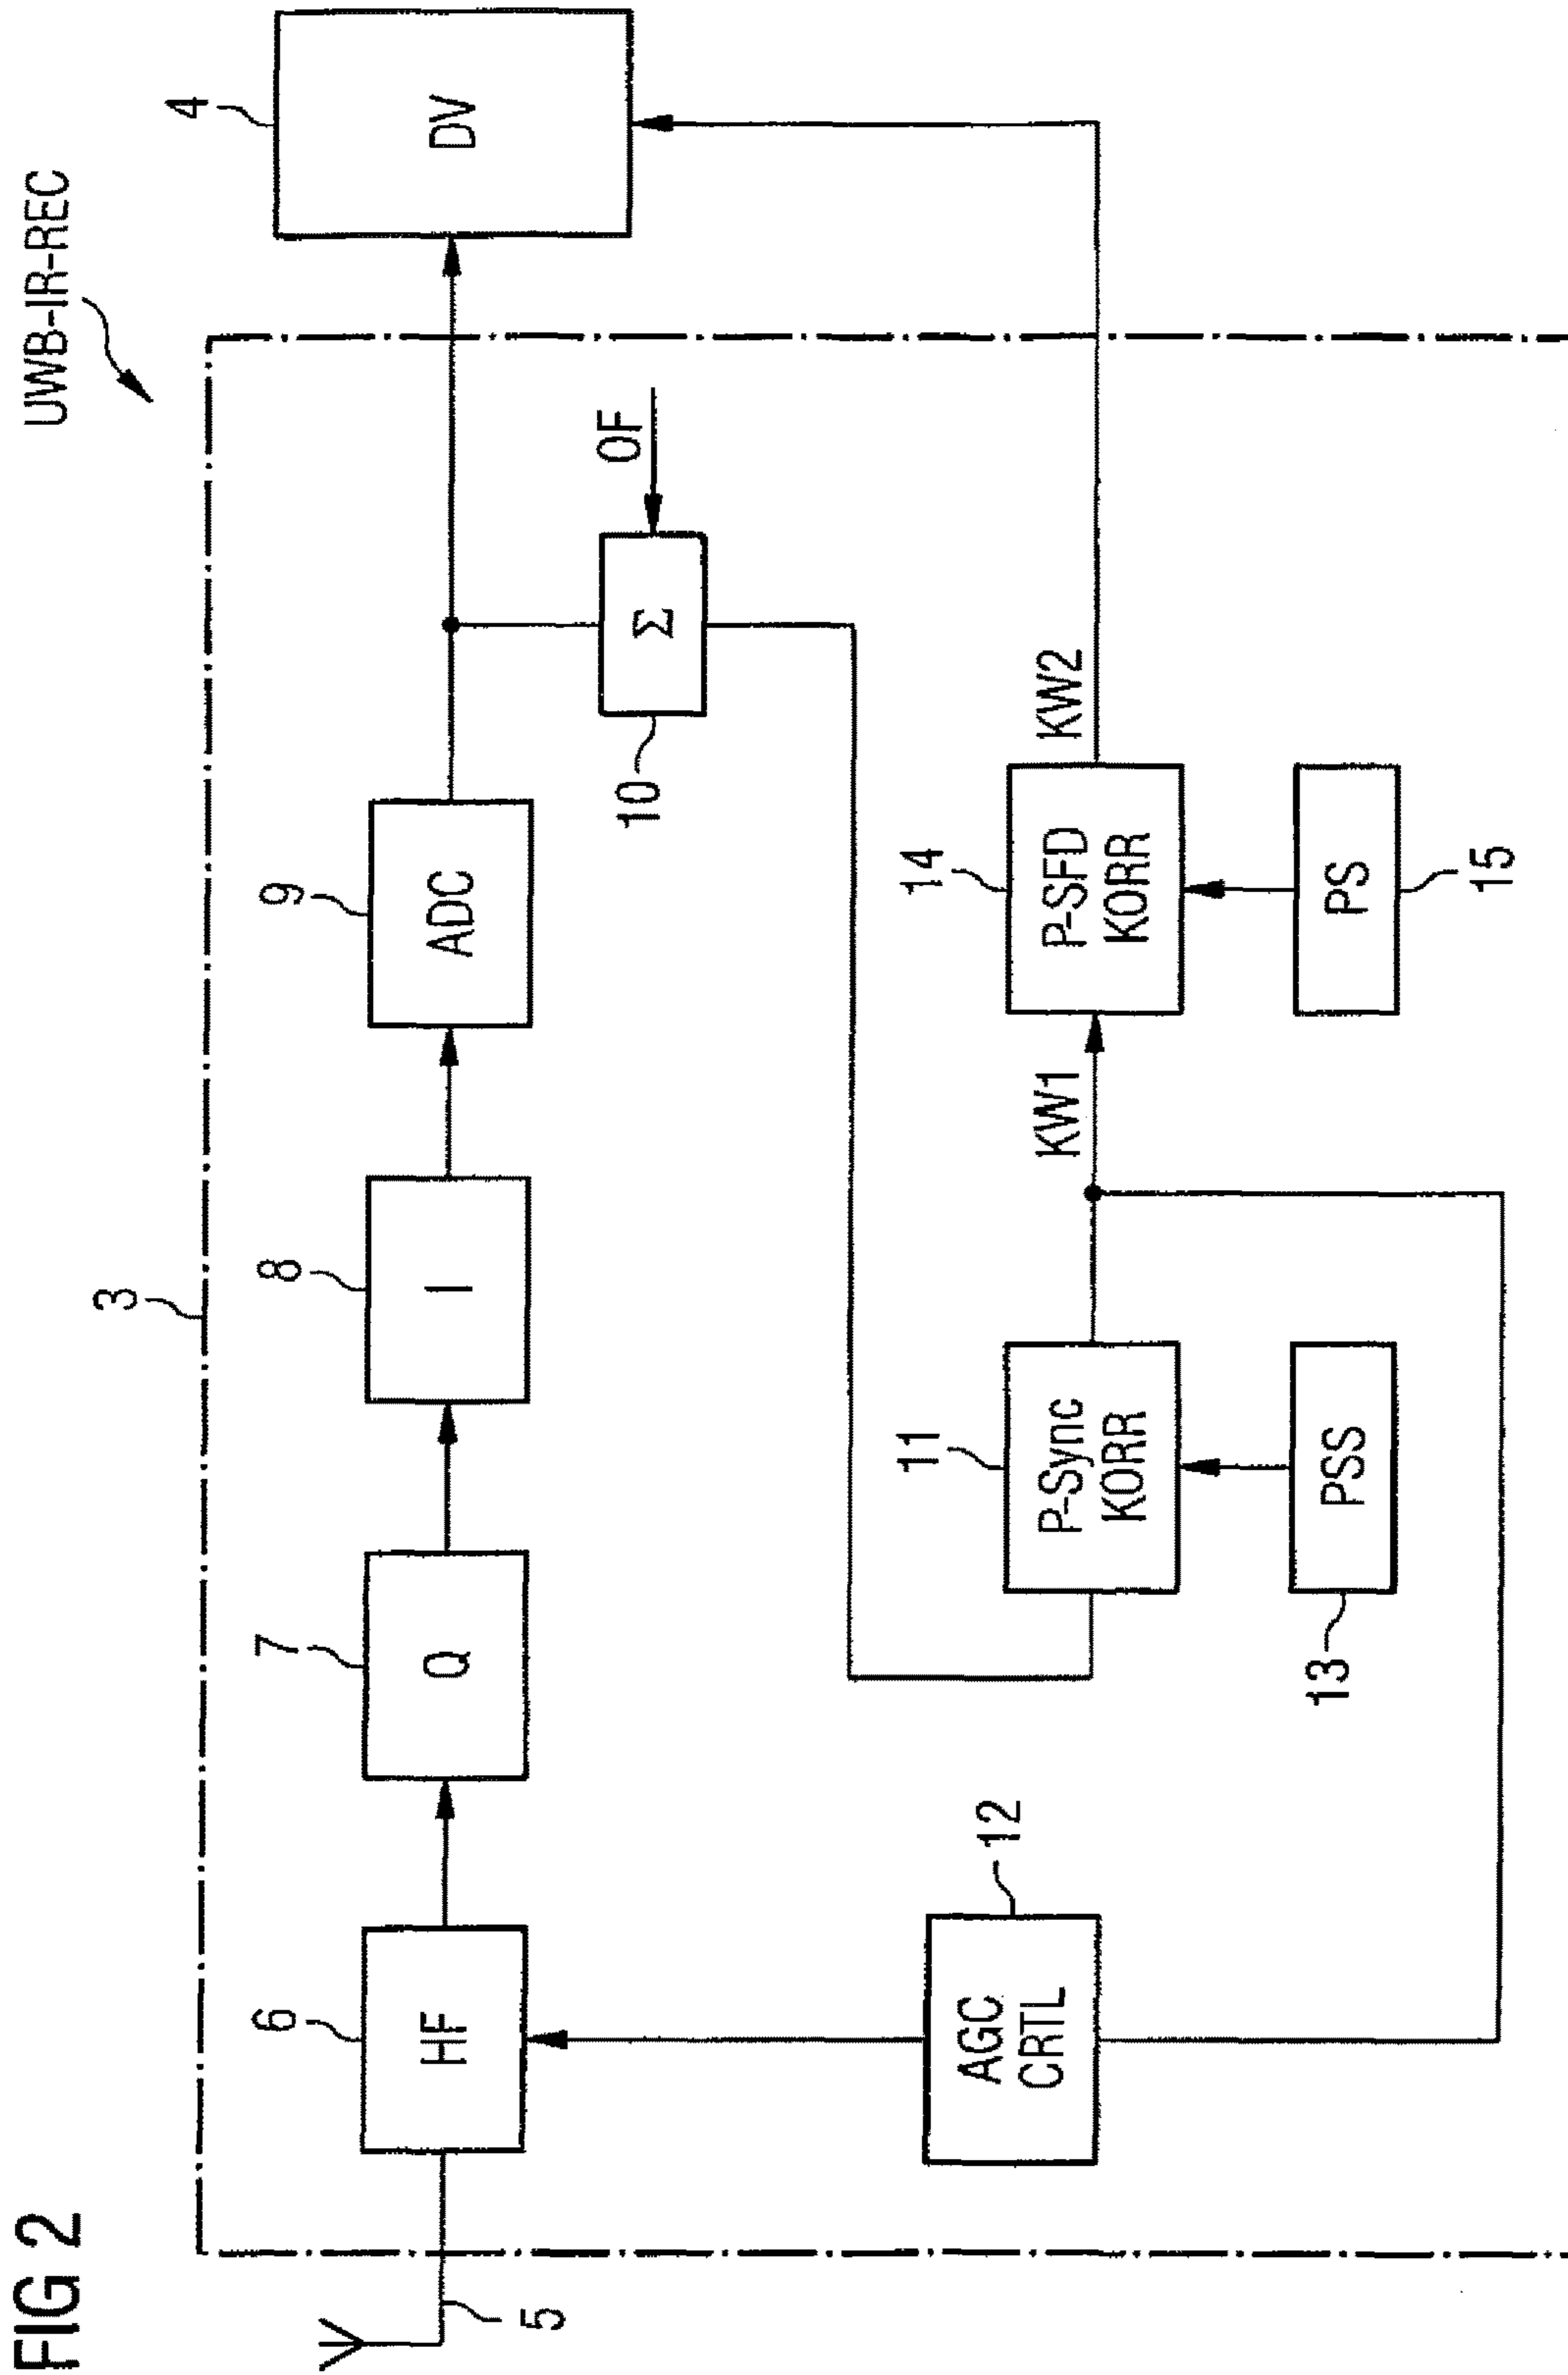 FIG 2
UWB-IR-REC
3
4
DV
5
6
HF
7
Q
8
I
9
ADC
10
Σ
OF
12
AGC
CRTL
11
P-Sync
KORR
KW1
14
P-SFD
KORR
KW2
13
PSS
PS
15